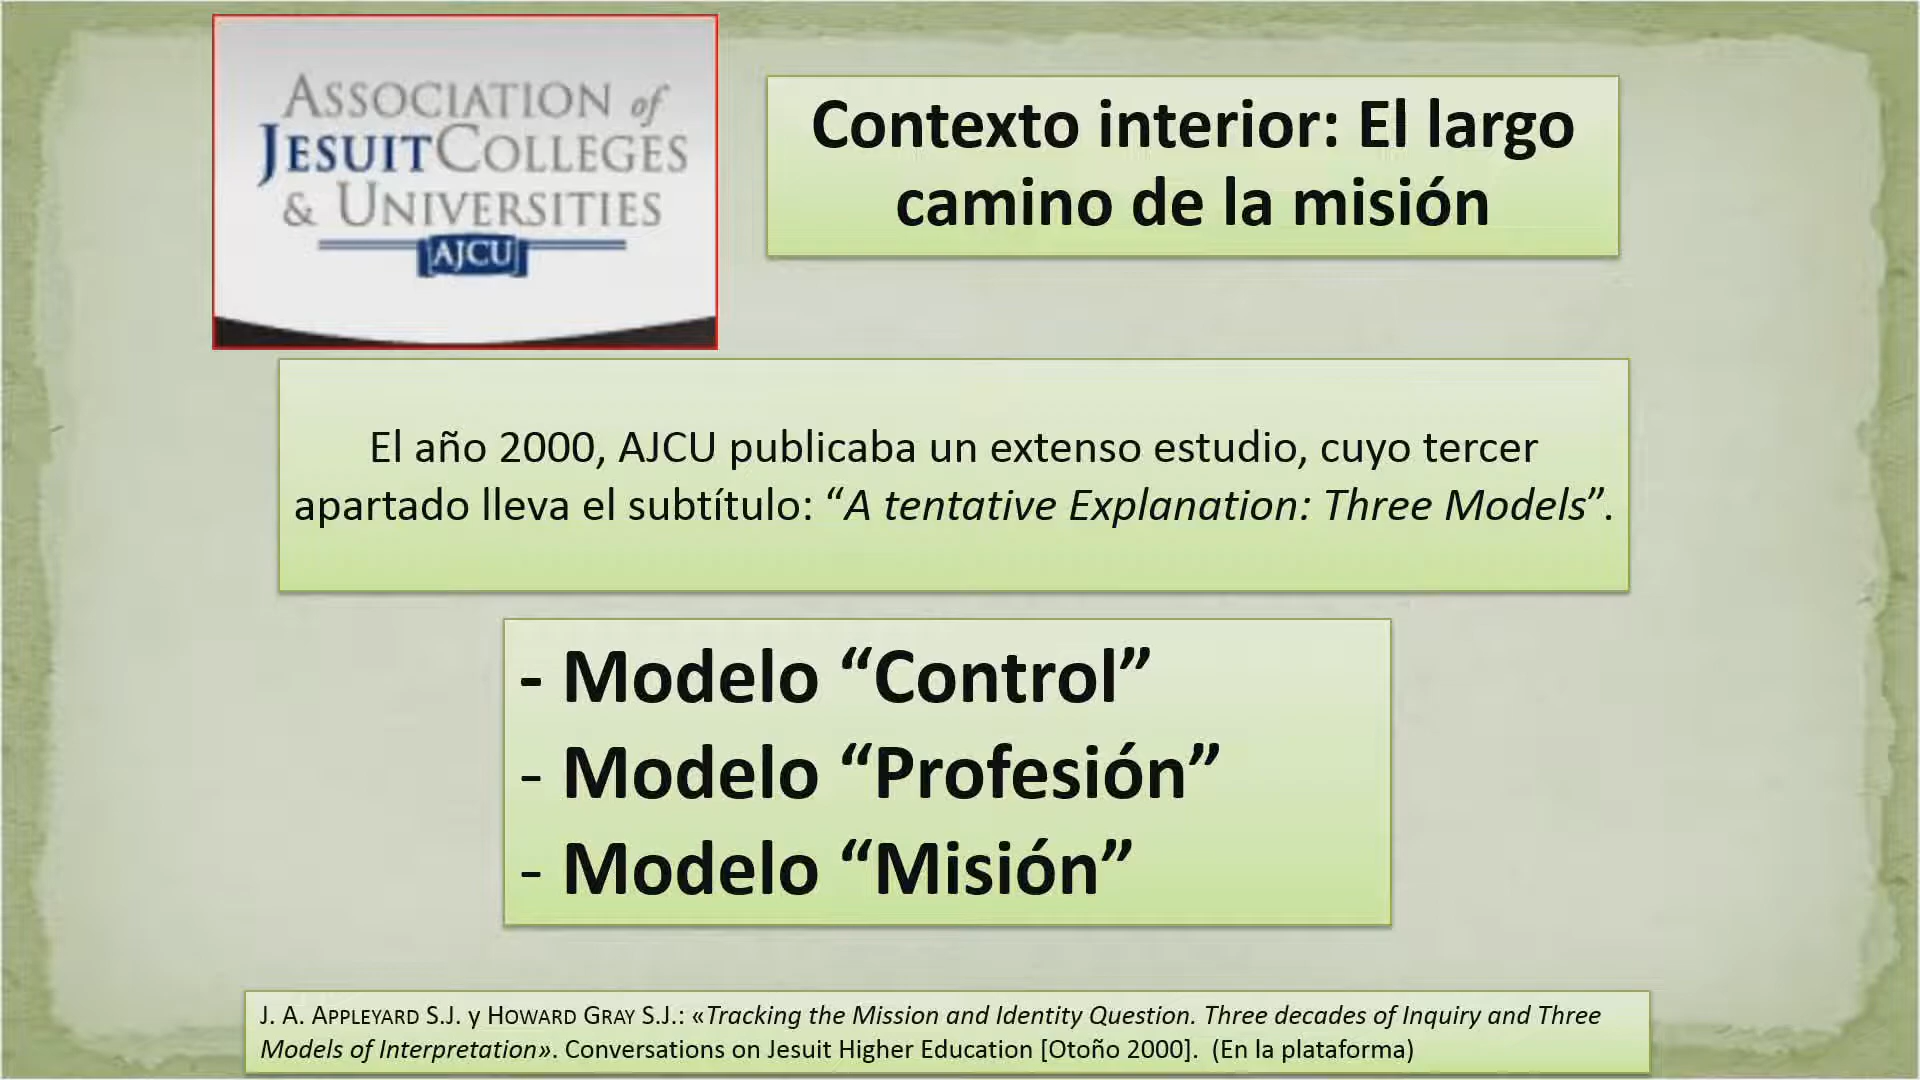 ASSOCIATION of
JESUIT COLLEGES
& UNIVERSITIES
AJCU
Contexto interior: El largo
camino de la misión
El año 2000, AJCU publicaba un extenso estudio, cuyo tercer
apartado lleva el subtítulo: “A tentative Explanation: Three Models”.
- Modelo “Control”
- Modelo “Profesión”
- Modelo “Misión”
J. A. APPLEYARD S.J. y HOWARD GRAY S.J.: «Tracking the Mission and Identity Question. Three decades of Inquiry and Three
Models of Interpretation». Conversations on Jesuit Higher Education [Otoño 2000]. (En la plataforma)